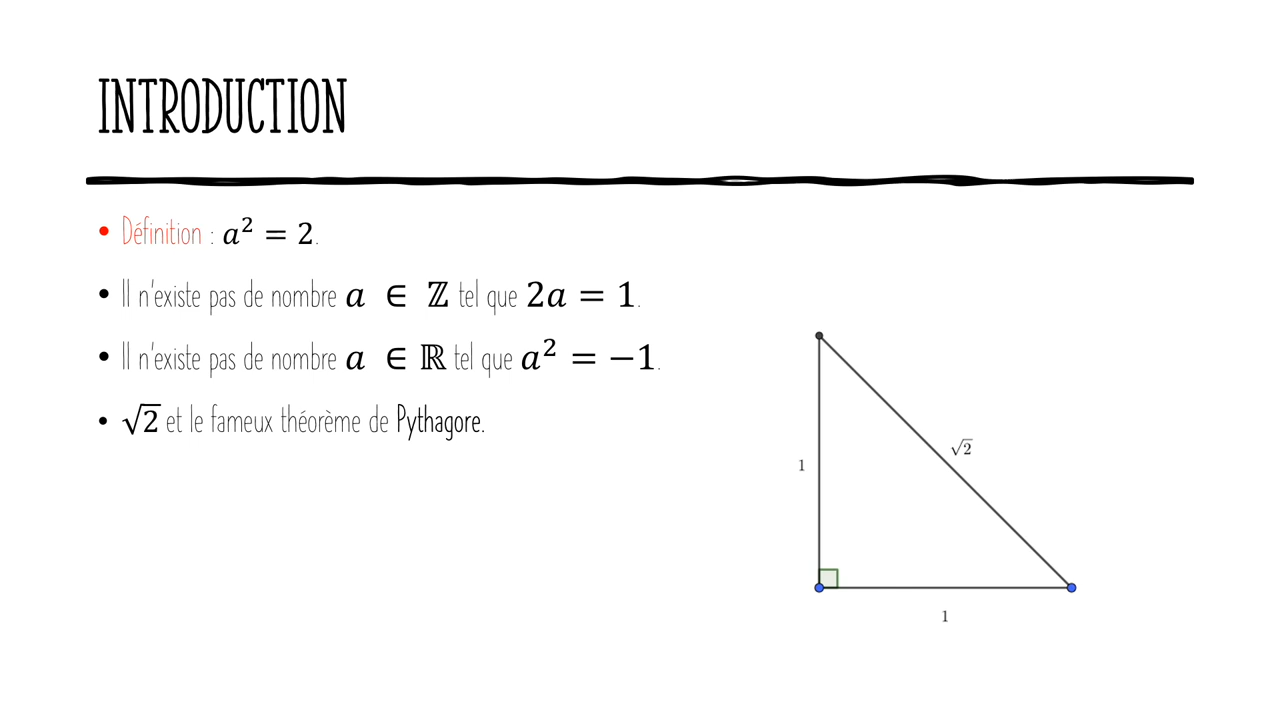 INTRODUCTION
• Définition : a² = 2.
• Il n'existe pas de nombre a ∈ ℤ tel que 2a = 1.
• Il n'existe pas de nombre a ∈ ℝ tel que a² = −1.
• √2 et le fameux théorème de Pythagore.
√2
1
1